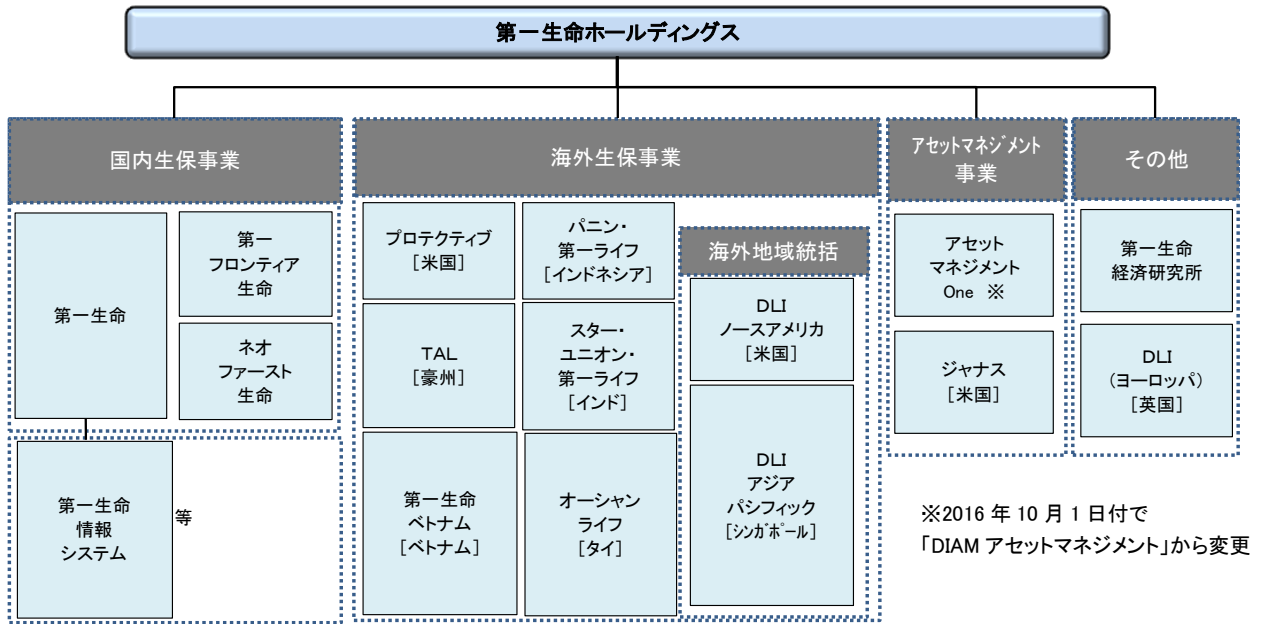 第一生命ホールディングス
国内生保事業
第一生命
第一
フロンティア
生命
ネオ
ファースト
生命
第一生命
情報
システム
等
海外生保事業
プロテクティブ
[米国]
TAL
[豪州]
第一生命
ベトナム
[ベトナム]
パニン・
第一ライフ
[インドネシア]
スター・
ユニオン・
第一ライフ
[インド]
オーシャン
ライフ
[タイ]
海外地域統括
DLI
ノースアメリカ
[米国]
DLI
アジア
パシフィック
[シンガポール]
アセットマネジメント
事業
アセット
マネジメント
One ※
ジャナス
[米国]
その他
第一生命
経済研究所
DLI
(ヨーロッパ)
[英国]
※2016 年 10 月 1 日付で
「DIAM アセットマネジメント」から変更